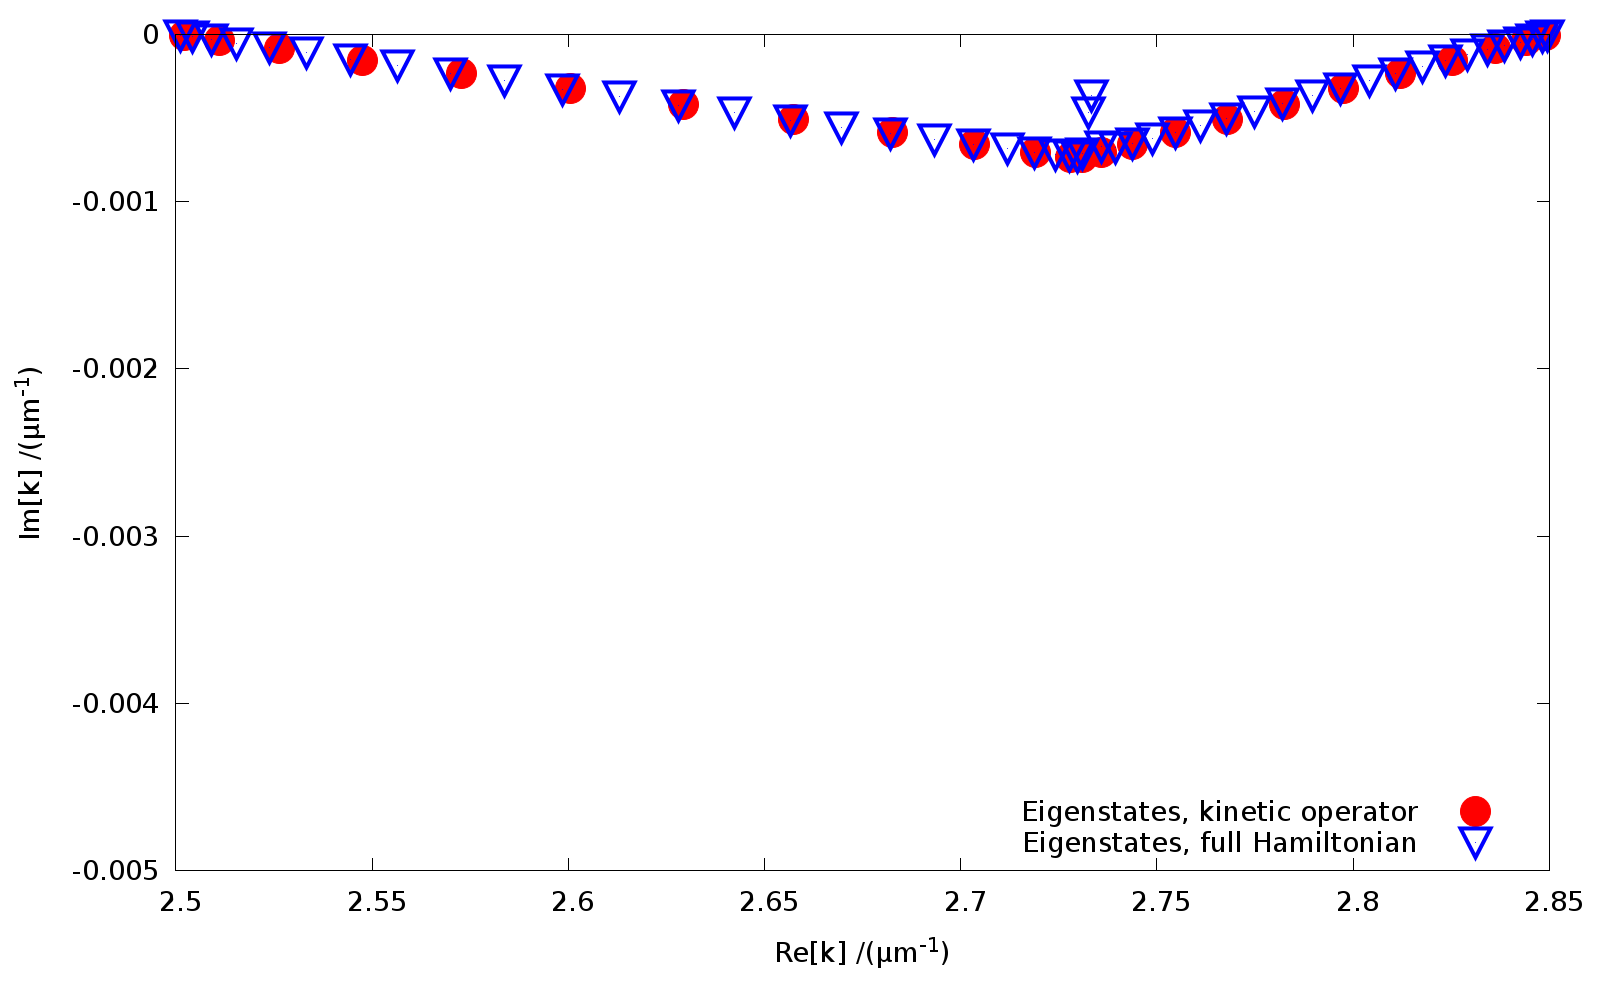 0
-0.001
-0.002
-0.003
-0.004
-0.005
2.5 2.55 2.6 2.65 2.7 2.75 2.8 2.85
Im[k] /(μm⁻¹)
Re[k] /(μm⁻¹)
Eigenstates, kinetic operator
Eigenstates, full Hamiltonian